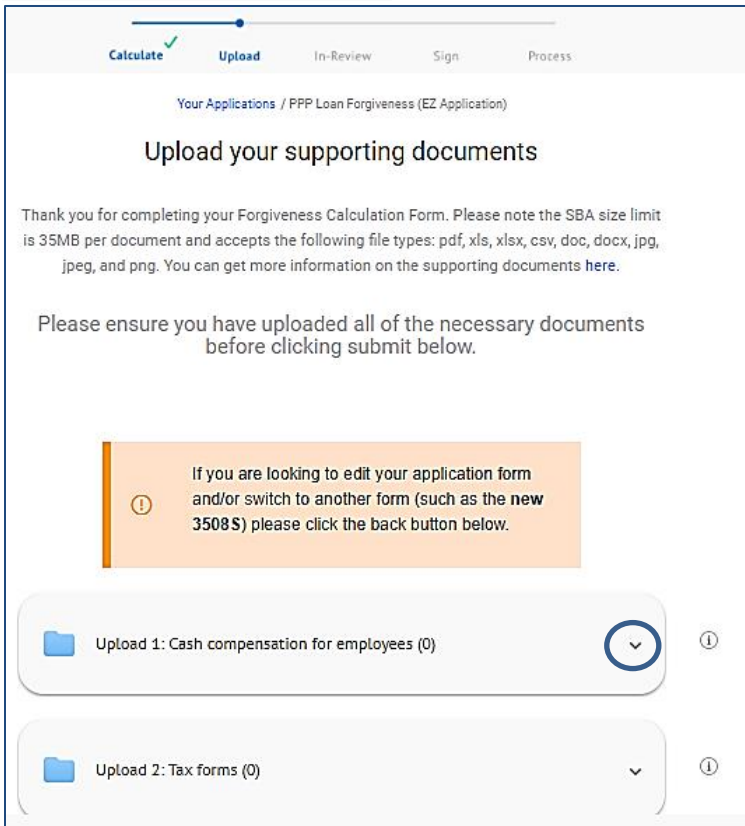 Calculate Upload In-Review Sign Process
Your Applications / PPP Loan Forgiveness (EZ Application)
Upload your supporting documents
Thank you for completing your Forgiveness Calculation Form. Please note the SBA size limit
is 35MB per document and accepts the following file types: pdf, xls, xlsx, csv, doc, docx, jpg,
jpeg, and png. You can get more information on the supporting documents here.
Please ensure you have uploaded all of the necessary documents
before clicking submit below.
If you are looking to edit your application form
and/or switch to another form (such as the new
3508S) please click the back button below.
Upload 1: Cash compensation for employees (0)
Upload 2: Tax forms (0)